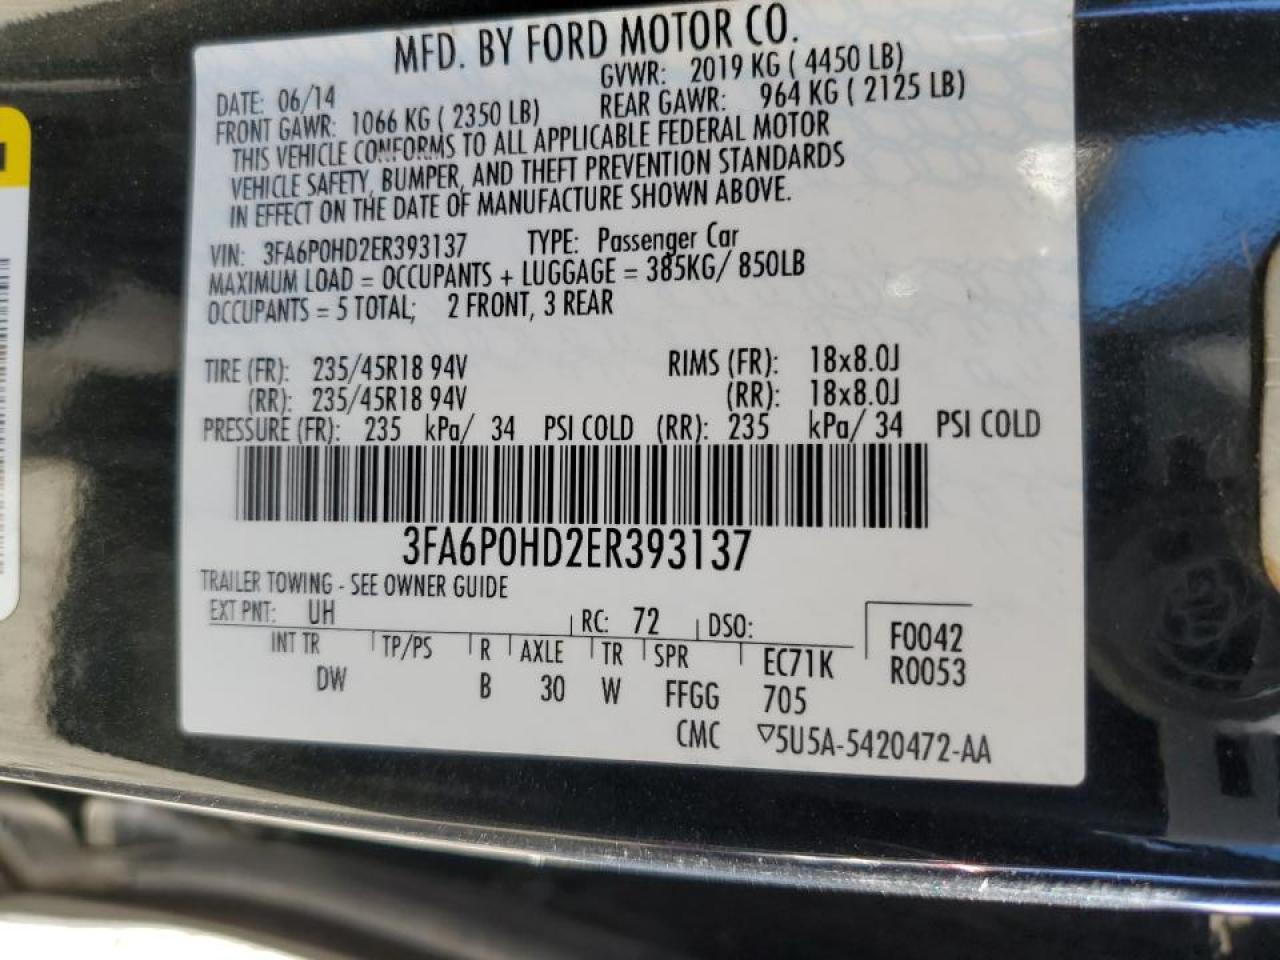 MFD. BY FORD MOTOR CO.
DATE: 06/14 GVWR: 2019 KG ( 4450 LB)
FRONT GAWR: 1066 KG ( 2350 LB) REAR GAWR: 964 KG ( 2125 LB)
THIS VEHICLE CONFORMS TO ALL APPLICABLE FEDERAL MOTOR
VEHICLE SAFETY, BUMPER, AND THEFT PREVENTION STANDARDS
IN EFFECT ON THE DATE OF MANUFACTURE SHOWN ABOVE.
VIN: 3FA6P0HD2ER393137 TYPE: Passenger Car
MAXIMUM LOAD = OCCUPANTS + LUGGAGE = 385KG/ 850LB
OCCUPANTS = 5 TOTAL; 2 FRONT, 3 REAR
TIRE (FR): 235/45R18 94V RIMS (FR): 18x8.0J
(RR): 235/45R18 94V (RR): 18x8.0J
PRESSURE (FR): 235 kPa/ 34 PSI COLD (RR): 235 kPa/ 34 PSI COLD
3FA6P0HD2ER393137
TRAILER TOWING - SEE OWNER GUIDE
EXT PNT: UH RC: 72 DSO: F0042
INT TR TP/PS R AXLE TR SPR EC71K R0053
DW B 30 W FFGG 705
CMC ▽5U5A-5420472-AA